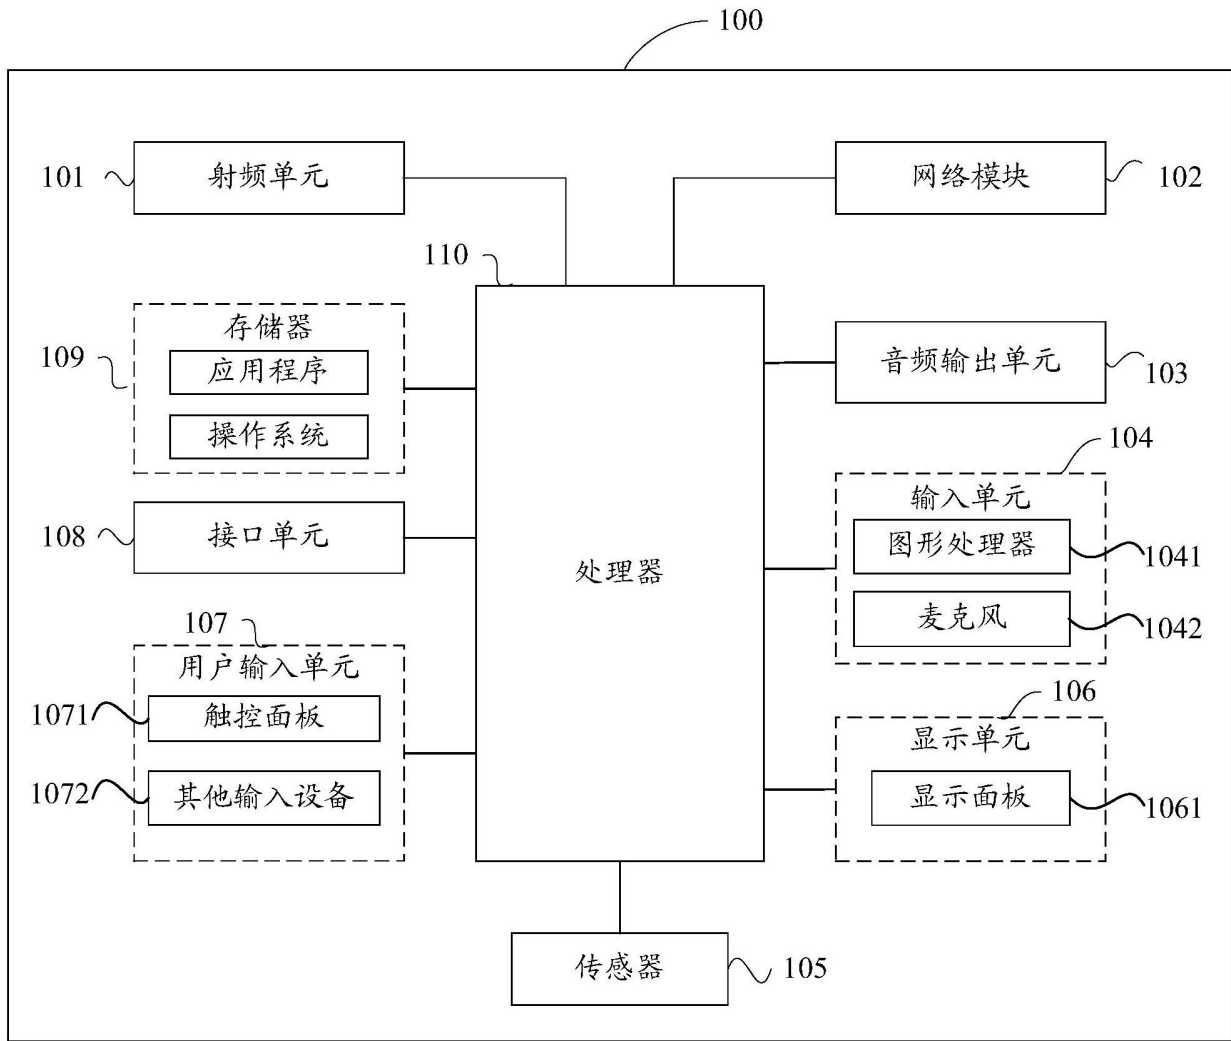 100
101
射频单元
网络模块
102
110
存储器
109
应用程序
操作系统
音频输出单元
103
104
输入单元
图形处理器
1041
麦克风
1042
108
接口单元
处理器
107
用户输入单元
1071
触控面板
1072
其他输入设备
106
显示单元
显示面板
1061
传感器
105